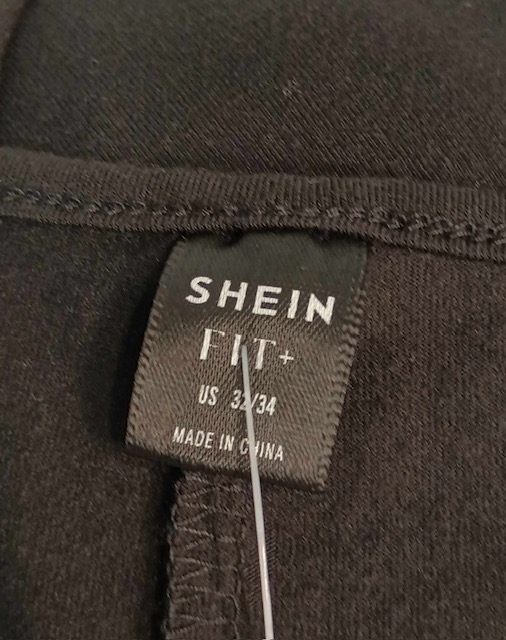 SHEIN
FIT+
US 32/34
MADE IN CHINA